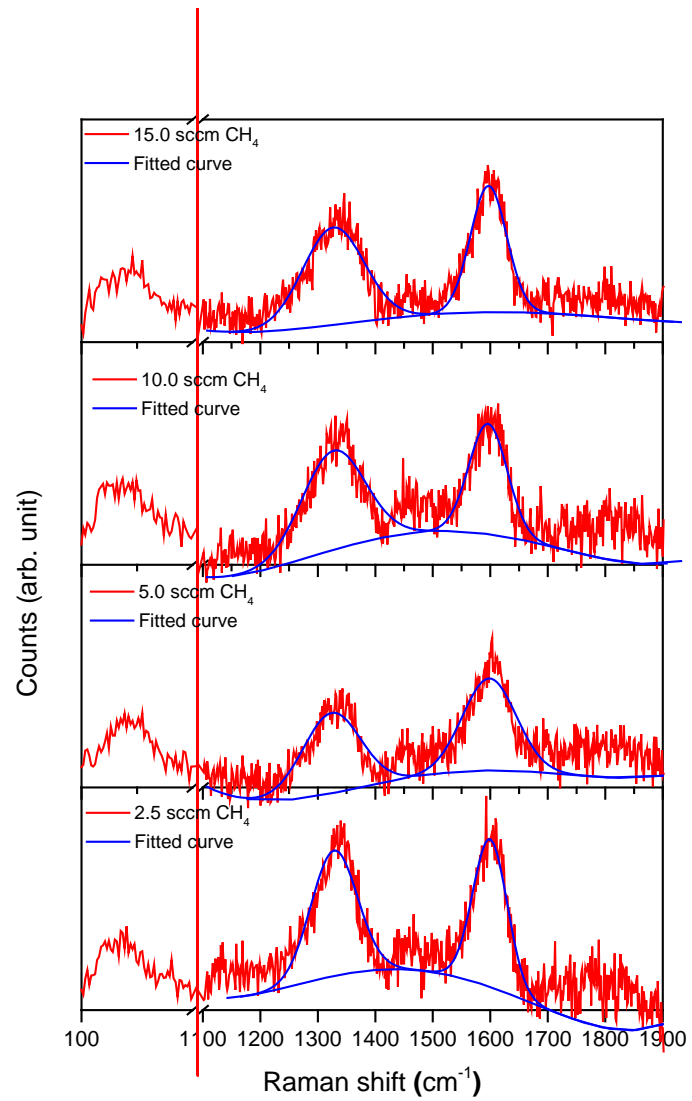 15.0 sccm CH₄
Fitted curve
10.0 sccm CH₄
Fitted curve
5.0 sccm CH₄
Fitted curve
2.5 sccm CH₄
Fitted curve
Counts (arb. unit)
100 1100 1200 1300 1400 1500 1600 1700 1800 1900
Raman shift (cm⁻¹)